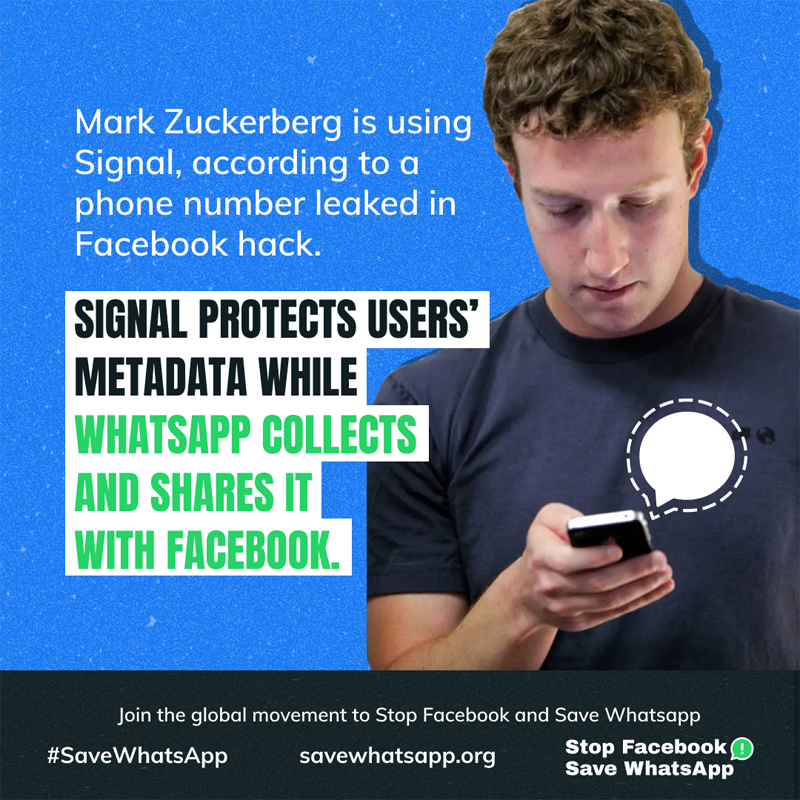 Mark Zuckerberg is using
Signal, according to a
phone number leaked in
Facebook hack.
SIGNAL PROTECTS USERS’
METADATA WHILE
WHATSAPP COLLECTS
AND SHARES IT
WITH FACEBOOK.
Join the global movement to Stop Facebook and Save Whatsapp
#SaveWhatsApp
savewhatsapp.org
Stop Facebook
Save WhatsApp